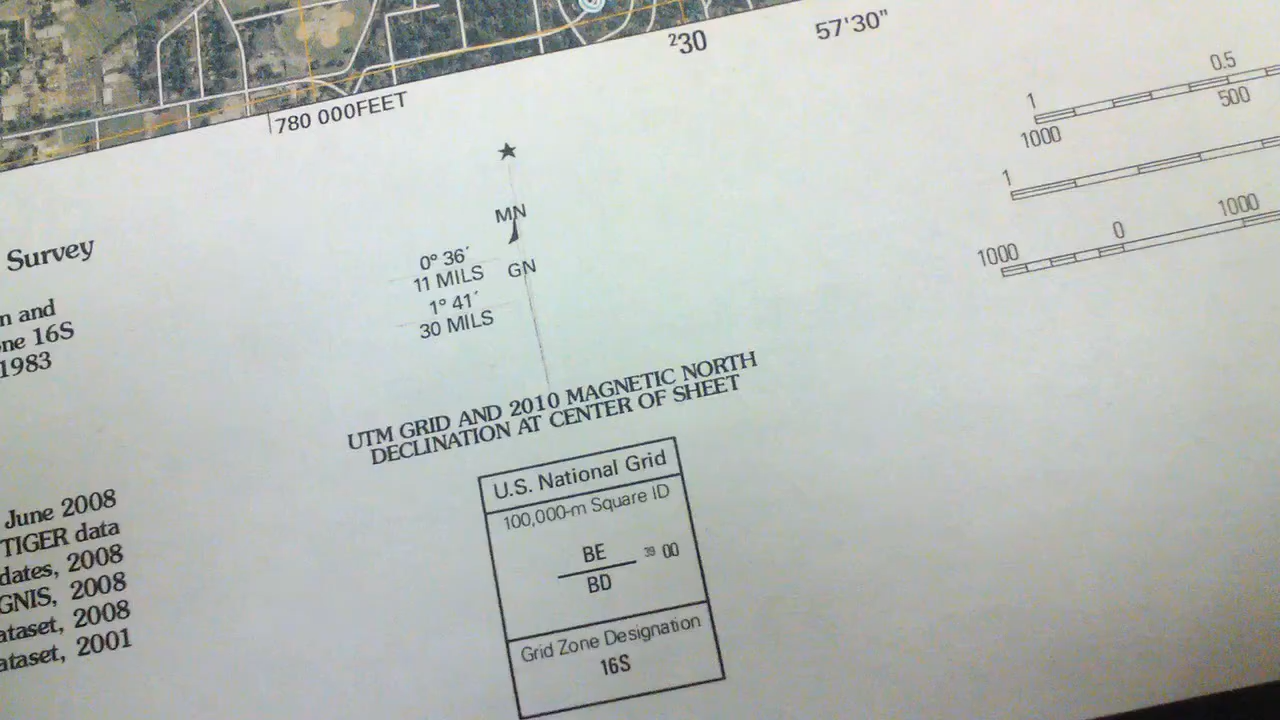 ²30
57'30"
780 000FEET
0.5
1
500
1000
1
1000
0
1000
MN
GN
0° 36′
11 MILS
1° 41′
30 MILS
UTM GRID AND 2010 MAGNETIC NORTH
DECLINATION AT CENTER OF SHEET
U.S. National Grid
100,000-m Square ID
BE
39 00
BD
Grid Zone Designation
16S
Survey
n and
ne 16S
1983
June 2008
TIGER data
dates, 2008
GNIS, 2008
ataset, 2008
ataset, 2001